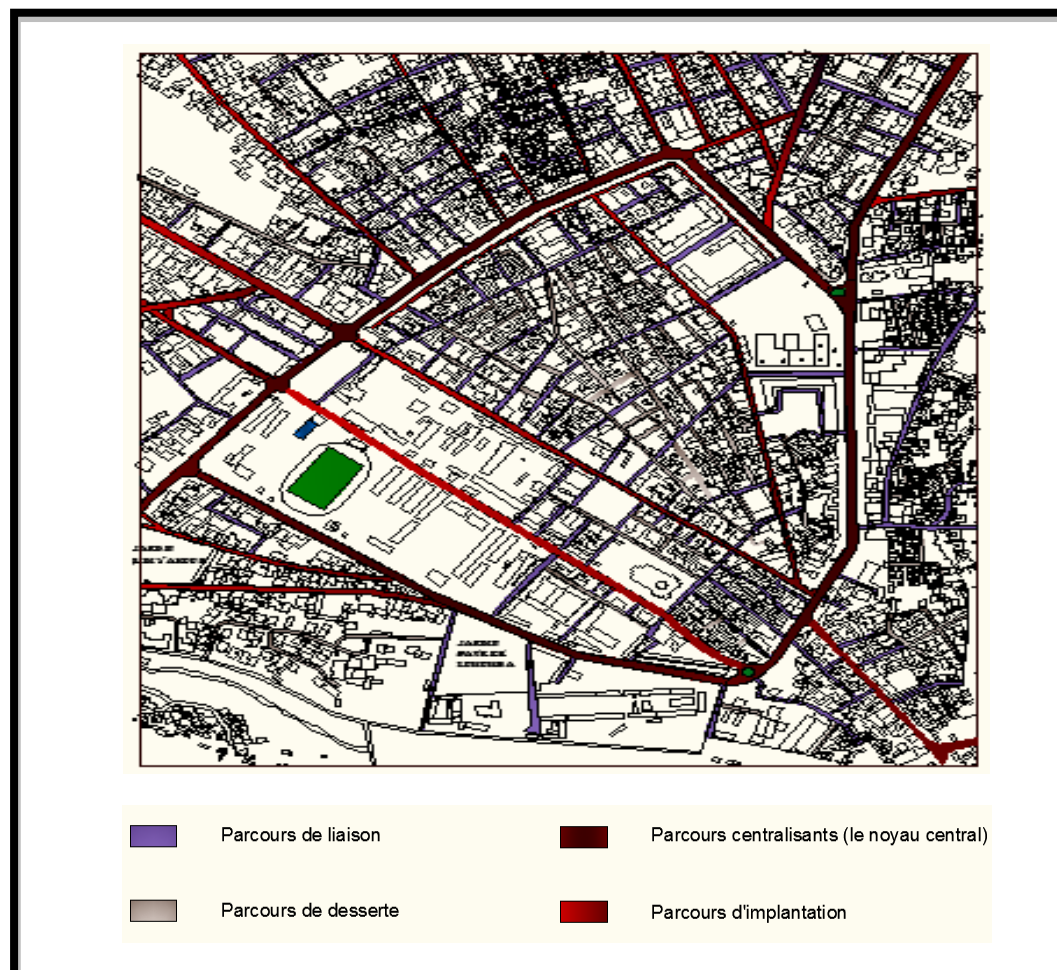 Parcours de liaison
Parcours centralisants (le noyau central)
Parcours de desserte
Parcours d'implantation